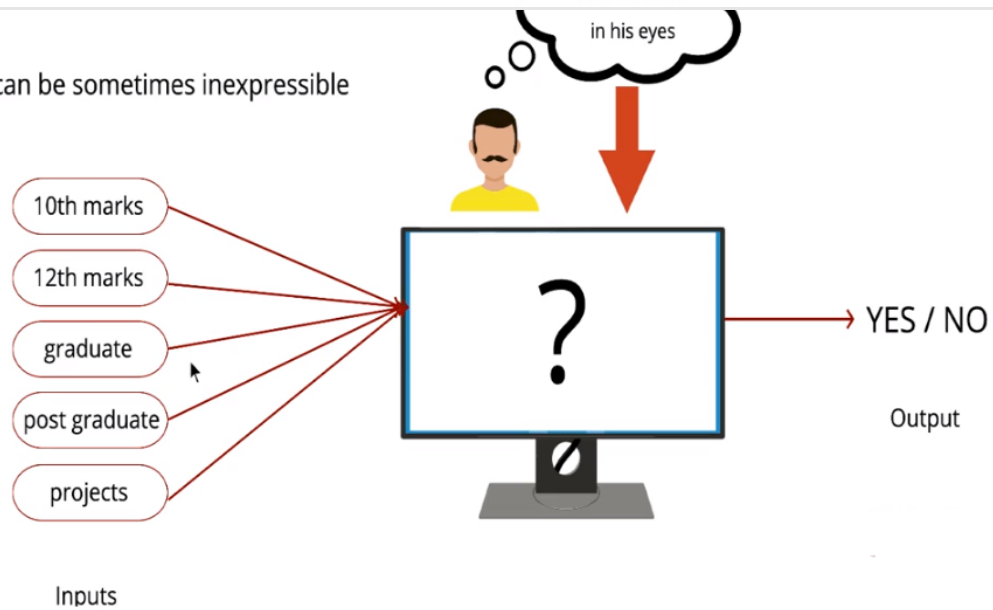 in his eyes
can be sometimes inexpressible
10th marks
12th marks
graduate
post graduate
projects
?
YES / NO
Output
Inputs